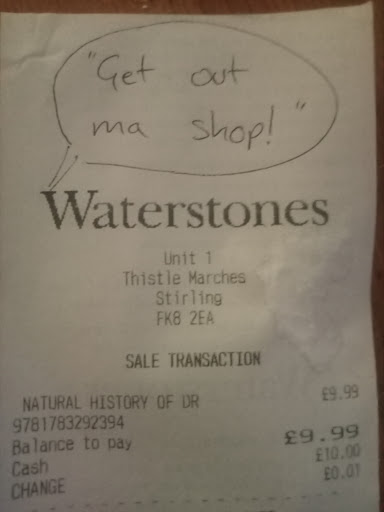 "Get out
ma shop!"
Waterstones
Unit 1
Thistle Marches
Stirling
FK8 2EA
SALE TRANSACTION
NATURAL HISTORY OF DR £9.99
9781783292394
Balance to pay £9.99
Cash £10.00
CHANGE £0.01